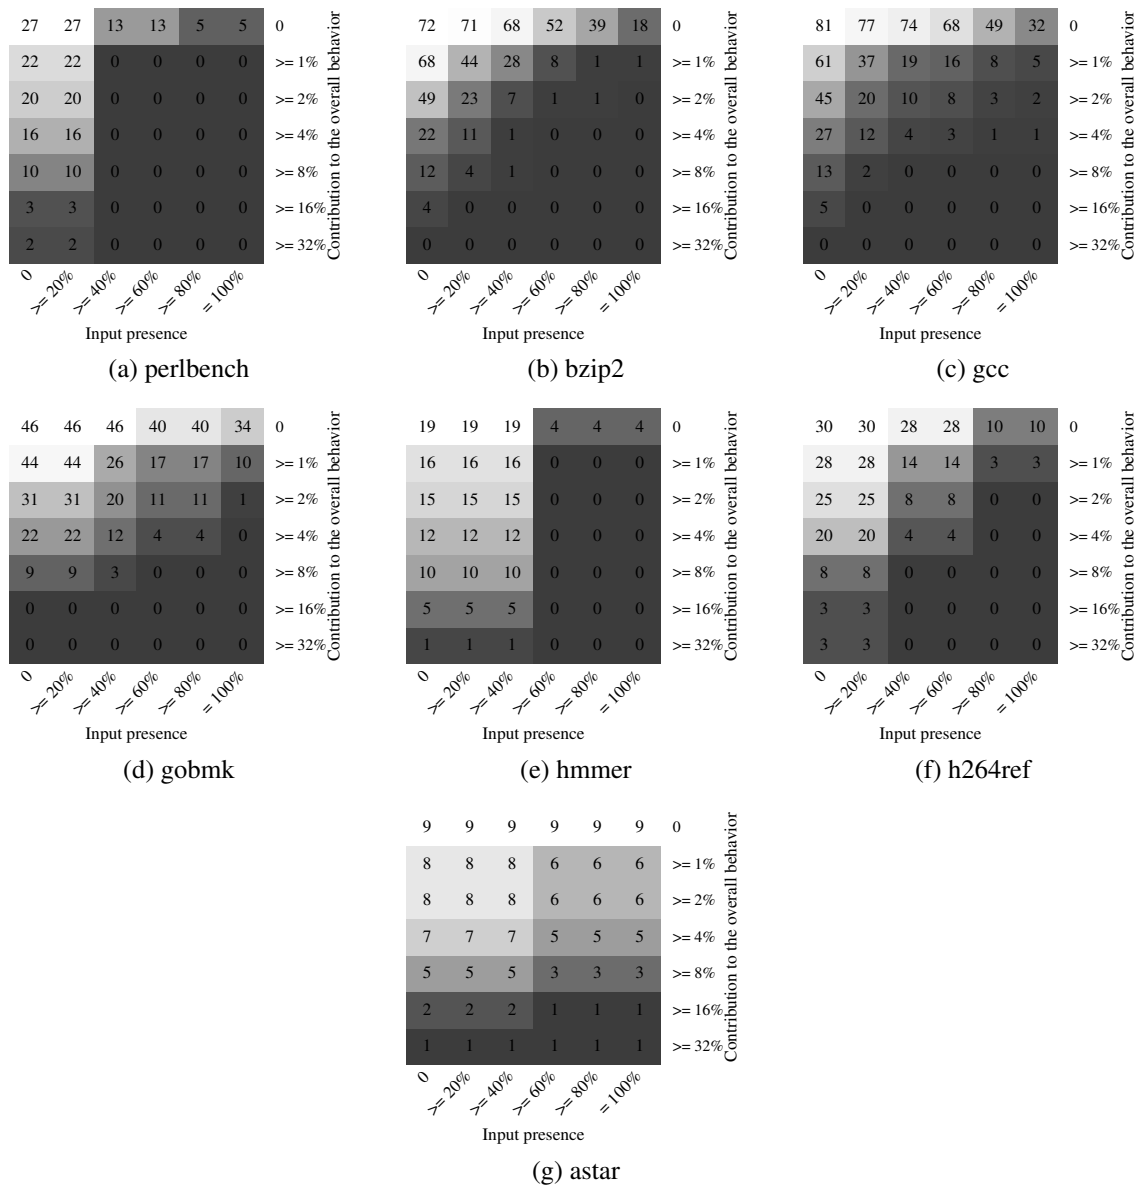 27 27 13 13 5 5 0
22 22 0 0 0 0 >= 1%
20 20 0 0 0 0 >= 2%
16 16 0 0 0 0 >= 4%
10 10 0 0 0 0 >= 8%
3 3 0 0 0 0 >= 16%
2 2 0 0 0 0 >= 32%
Contribution to the overall behavior
0 >= 20% >= 40% >= 60% >= 80% = 100%
Input presence
(a) perlbench
72 71 68 52 39 18 0
68 44 28 8 1 1 >= 1%
49 23 7 1 1 0 >= 2%
22 11 1 0 0 0 >= 4%
12 4 1 0 0 0 >= 8%
4 0 0 0 0 0 >= 16%
0 0 0 0 0 0 >= 32%
Contribution to the overall behavior
0 >= 20% >= 40% >= 60% >= 80% = 100%
Input presence
(b) bzip2
81 77 74 68 49 32 0
61 37 19 16 8 5 >= 1%
45 20 10 8 3 2 >= 2%
27 12 4 3 1 1 >= 4%
13 2 0 0 0 0 >= 8%
5 0 0 0 0 0 >= 16%
0 0 0 0 0 0 >= 32%
Contribution to the overall behavior
0 >= 20% >= 40% >= 60% >= 80% = 100%
Input presence
(c) gcc
46 46 46 40 40 34 0
44 44 26 17 17 10 >= 1%
31 31 20 11 11 1 >= 2%
22 22 12 4 4 0 >= 4%
9 9 3 0 0 0 >= 8%
0 0 0 0 0 0 >= 16%
0 0 0 0 0 0 >= 32%
Contribution to the overall behavior
0 >= 20% >= 40% >= 60% >= 80% = 100%
Input presence
(d) gobmk
19 19 19 4 4 4 0
16 16 16 0 0 0 >= 1%
15 15 15 0 0 0 >= 2%
12 12 12 0 0 0 >= 4%
10 10 10 0 0 0 >= 8%
5 5 5 0 0 0 >= 16%
1 1 1 0 0 0 >= 32%
Contribution to the overall behavior
0 >= 20% >= 40% >= 60% >= 80% = 100%
Input presence
(e) hmmer
30 30 28 28 10 10 0
28 28 14 14 3 3 >= 1%
25 25 8 8 0 0 >= 2%
20 20 4 4 0 0 >= 4%
8 8 0 0 0 0 >= 8%
3 3 0 0 0 0 >= 16%
3 3 0 0 0 0 >= 32%
Contribution to the overall behavior
0 >= 20% >= 40% >= 60% >= 80% = 100%
Input presence
(f) h264ref
9 9 9 9 9 9 0
8 8 8 6 6 6 >= 1%
8 8 8 6 6 6 >= 2%
7 7 7 5 5 5 >= 4%
5 5 5 3 3 3 >= 8%
2 2 2 1 1 1 >= 16%
1 1 1 1 1 1 >= 32%
Contribution to the overall behavior
0 >= 20% >= 40% >= 60% >= 80% = 100%
Input presence
(g) astar